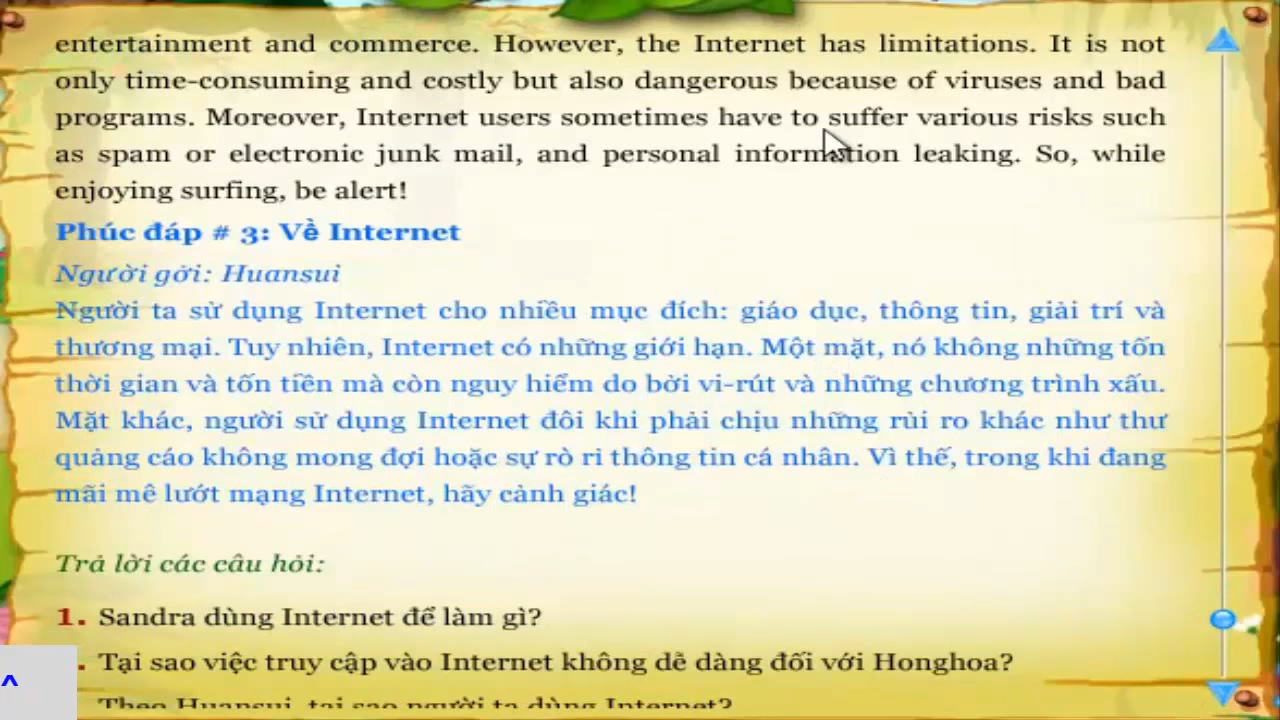 entertainment and commerce. However, the Internet has limitations. It is not
only time-consuming and costly but also dangerous because of viruses and bad
programs. Moreover, Internet users sometimes have to suffer various risks such
as spam or electronic junk mail, and personal information leaking. So, while
enjoying surfing, be alert!
Phúc đáp # 3: Về Internet
Người gởi: Huansui
Người ta sử dụng Internet cho nhiều mục đích: giáo dục, thông tin, giải trí và
thương mại. Tuy nhiên, Internet có những giới hạn. Một mặt, nó không những tốn
thời gian và tốn tiền mà còn nguy hiểm do bởi vi-rút và những chương trình xấu.
Mặt khác, người sử dụng Internet đôi khi phải chịu những rủi ro khác như thư
quảng cáo không mong đợi hoặc sự rò rỉ thông tin cá nhân. Vì thế, trong khi đang
mãi mê lướt mạng Internet, hãy cảnh giác!
Trả lời các câu hỏi:
1. Sandra dùng Internet để làm gì?
. Tại sao việc truy cập vào Internet không dễ dàng đối với Honghoa?
Theo Huansui, tại sao người ta dùng Internet?
^